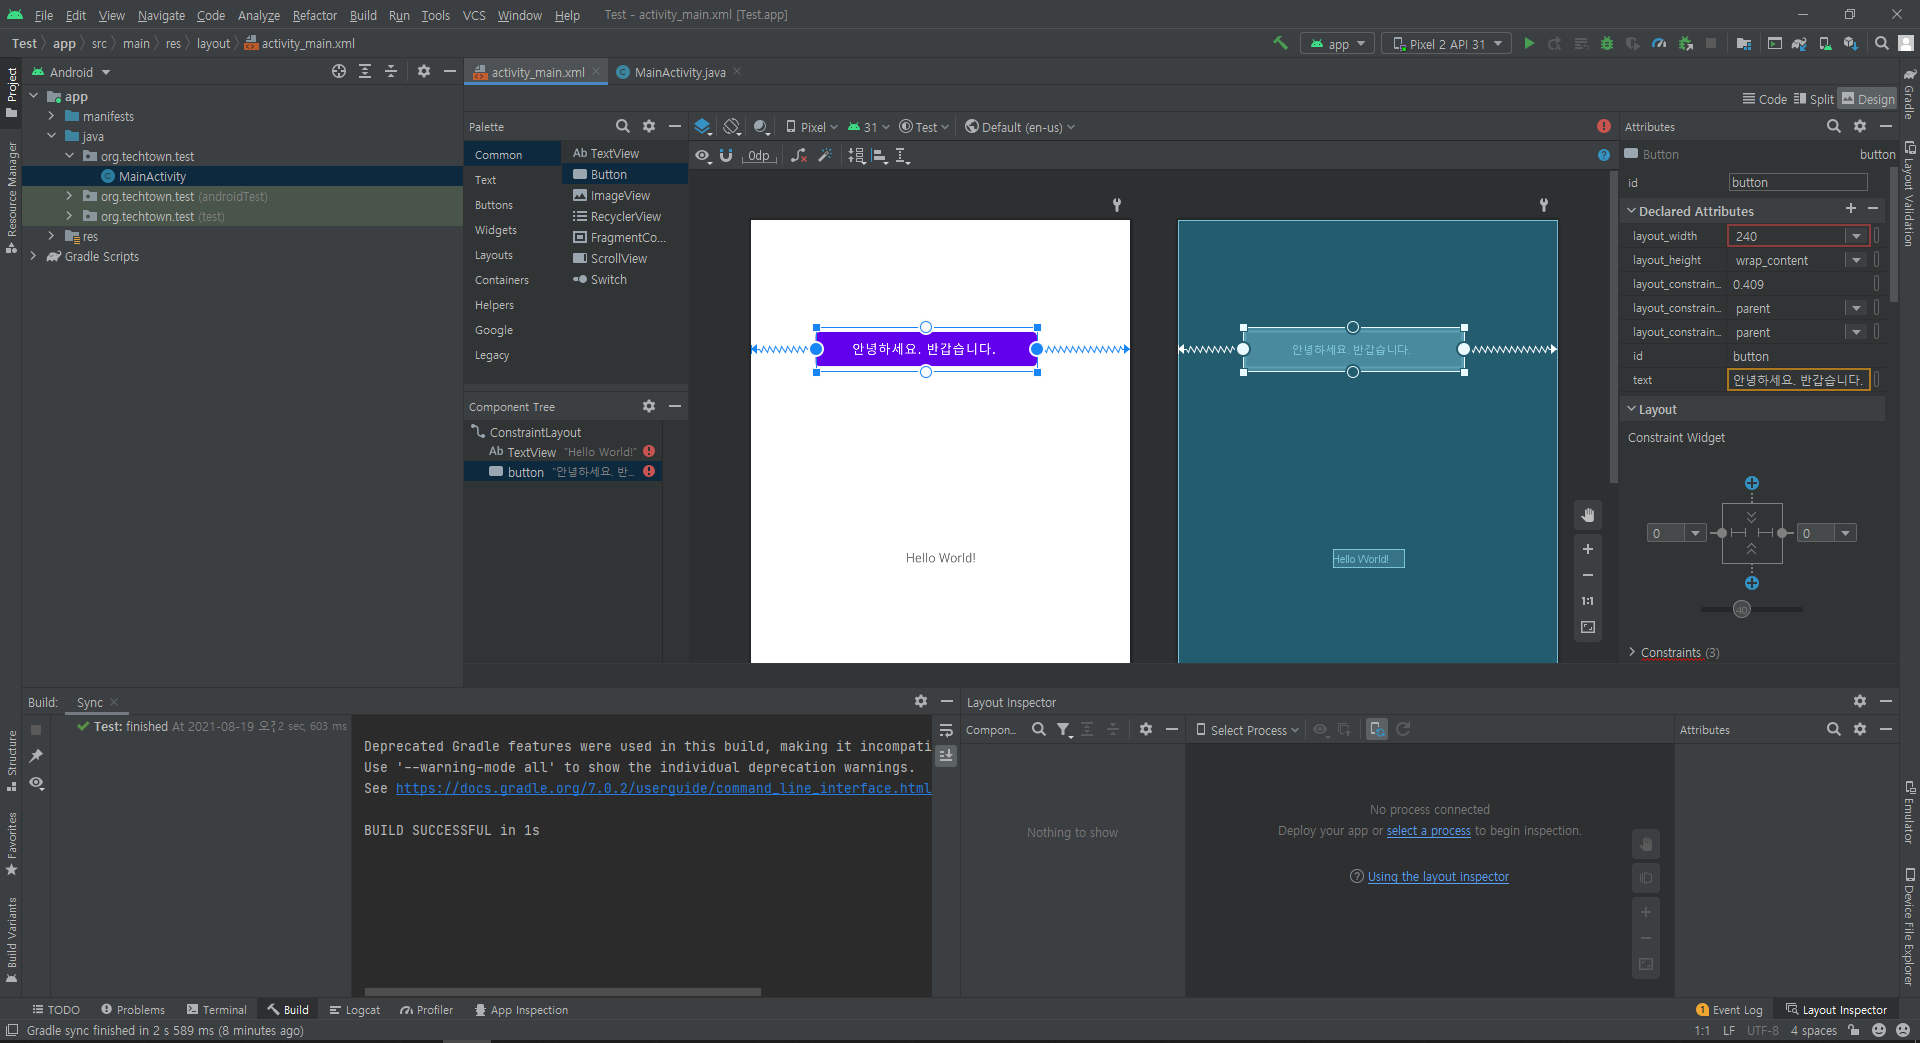 File Edit View Navigate Code Analyze Refactor Build Run Tools VCS Window Help Test - activity_main.xml [Test.app]
Test app src main res layout activity_main.xml
app Pixel 2 API 31
Android
activity_main.xml MainActivity.java
app
manifests
java
org.techtown.test
MainActivity
org.techtown.test (androidTest)
org.techtown.test (test)
res
Gradle Scripts
Project
Resource Manager
Structure
Favorites
Build Variants
Code Split Design
Palette
Common
Text
Buttons
Widgets
Layouts
Containers
Helpers
Google
Legacy
Ab TextView
Button
ImageView
RecyclerView
FragmentCo...
ScrollView
Switch
Component Tree
ConstraintLayout
Ab TextView "Hello World!"
button "안녕하세요. 반...
Pixel 31 Test Default (en-us)
0dp
안녕하세요. 반갑습니다.
Hello World!
안녕하세요. 반갑습니다.
Hello World!
1:1
Attributes
Button button
id button
Declared Attributes
layout_width 240
layout_height wrap_content
layout_constrain... 0.409
layout_constrain... parent
layout_constrain... parent
id button
text 안녕하세요. 반갑습니다.
Layout
Constraint Widget
0 0
40
Constraints (3)
Gradle
Layout Validation
Emulator
Device File Explorer
Build: Sync
Test: finished At 2021-08-19 2 sec, 603 ms
Deprecated Gradle features were used in this build, making it incompati
Use '--warning-mode all' to show the individual deprecation warnings.
See https://docs.gradle.org/7.0.2/userguide/command_line_interface.html
BUILD SUCCESSFUL in 1s
Layout Inspector
Compon... Select Process Attributes
Nothing to show
No process connected
Deploy your app or select a process to begin inspection.
Using the layout inspector
TODO Problems Terminal Build Logcat Profiler App Inspection
1 Event Log Layout Inspector
Gradle sync finished in 2 s 589 ms (8 minutes ago)
1:1 LF UTF-8 4 spaces